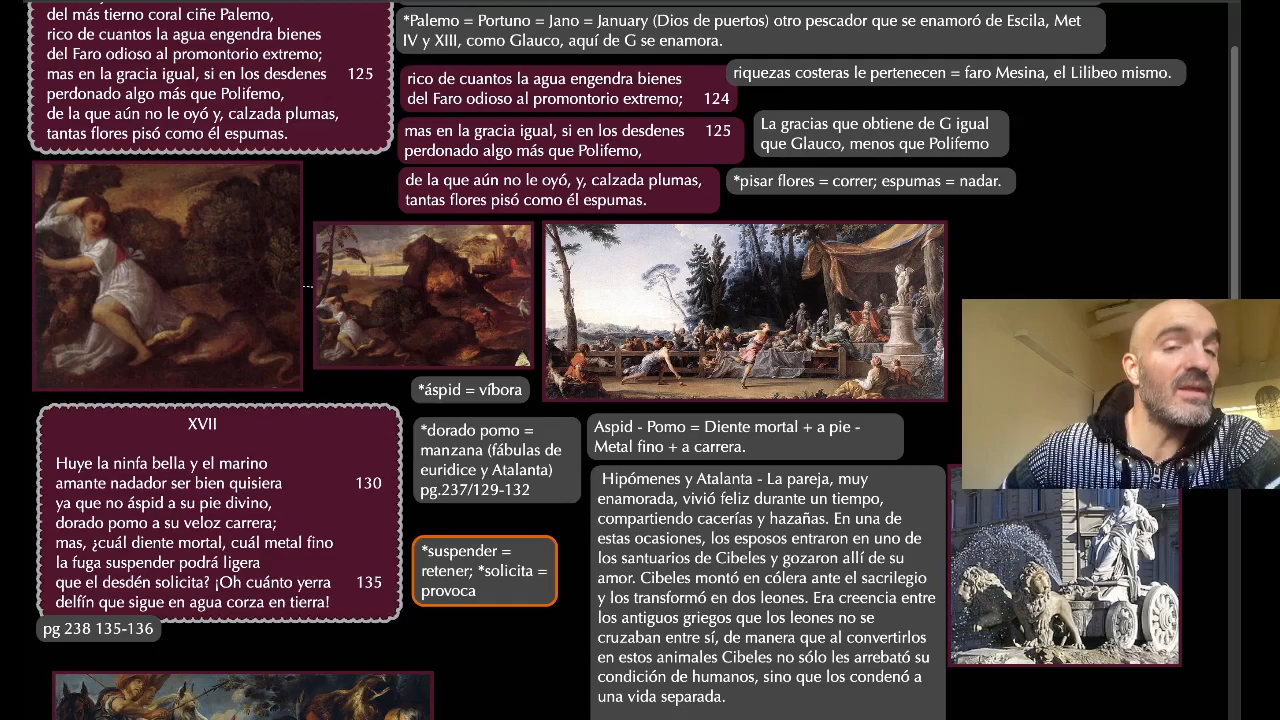 del más tierno coral ciñe Palemo,
rico de cuantos la agua engendra bienes
del Faro odioso al promontorio extremo;
mas en la gracia igual, si en los desdenes 125
perdonado algo más que Polifemo,
de la que aún no le oyó y, calzada plumas,
tantas flores pisó como él espumas.
*Palemo = Portuno = Jano = January (Dios de puertos) otro pescador que se enamoró de Escila, Met
IV y XIII, como Glauco, aquí de G se enamora.
rico de cuantos la agua engendra bienes
del Faro odioso al promontorio extremo; 124
riquezas costeras le pertenecen = faro Mesina, el Lilibeo mismo.
mas en la gracia igual, si en los desdenes 125
perdonado algo más que Polifemo,
La gracias que obtiene de G igual
que Glauco, menos que Polifemo
de la que aún no le oyó, y, calzada plumas,
tantas flores pisó como él espumas.
*pisar flores = correr; espumas = nadar.
*áspid = víbora
XVII
Huye la ninfa bella y el marino
amante nadador ser bien quisiera 130
ya que no áspid a su pie divino,
dorado pomo a su veloz carrera;
mas, ¿cuál diente mortal, cuál metal fino
la fuga suspender podrá ligera
que el desdén solicita? ¡Oh cuánto yerra 135
delfín que sigue en agua corza en tierra!
pg 238 135-136
*dorado pomo =
manzana (fábulas de
euridice y Atalanta)
pg.237/129-132
*suspender =
retener; *solicita =
provoca
Aspid - Pomo = Diente mortal + a pie -
Metal fino + a carrera.
Hipómenes y Atalanta - La pareja, muy
enamorada, vivió feliz durante un tiempo,
compartiendo cacerías y hazañas. En una de
estas ocasiones, los esposos entraron en uno de
los santuarios de Cibeles y gozaron allí de su
amor. Cibeles montó en cólera ante el sacrilegio
y los transformó en dos leones. Era creencia entre
los antiguos griegos que los leones no se
cruzaban entre sí, de manera que al convertirlos
en estos animales Cibeles no sólo les arrebató su
condición de humanos, sino que los condenó a
una vida separada.